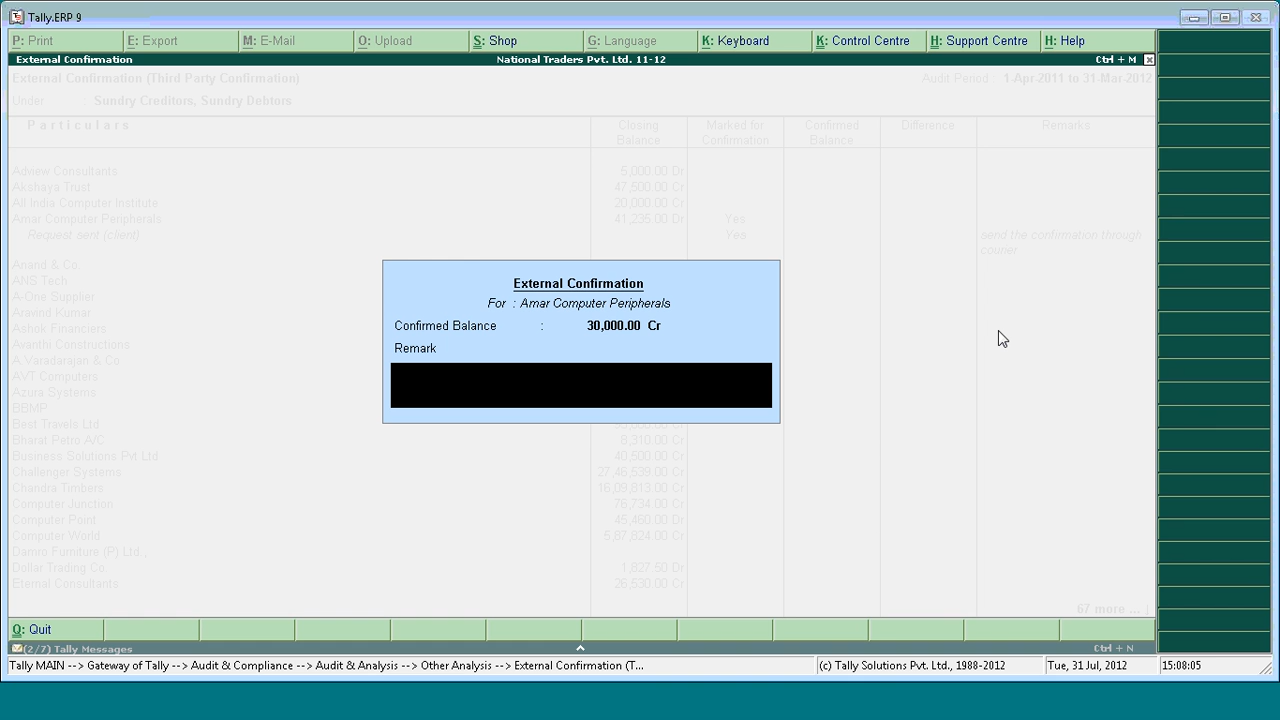 Tally.ERP 9
P: Print E: Export M: E-Mail O: Upload S: Shop G: Language K: Keyboard K: Control Centre H: Support Centre H: Help
External Confirmation National Traders Pvt. Ltd. 11-12 Ctrl + M
External Confirmation (Third Party Confirmation) Audit Period 1-Apr-2011 to 31-Mar-2012
Under Sundry Creditors, Sundry Debtors
Particulars Closing Marked for Confirmed Difference Remarks
Balance Confirmation Balance
Adwew Consultants 5,000.00 Dr
Akshaya Trust 47,500.00 Dr
All India Computer Institute 20,000.00 Dr
Amar Computer Peripherals 41,235.00 Dr Yes
Request sent (client) Yes send the confirmation through
courier
External Confirmation
For : Amar Computer Peripherals
Confirmed Balance : 30,000.00 Cr
Remark
Anand & Co.
ANS Tech
A-One Supplier
Aravind Kumar
Ashok Financiers
Avanthi Constructions
A.Varadarajan & Co
AVT Computers
Azura Systems
BBMP
Best Travels Ltd
Bharat Petro A/C 8,310.00 Cr
Business Solutions Pvt Ltd 40,500.00 Cr
Challenger Systems 27,46,539.00 Cr
Chandra Timbers 16,09,813.00 Cr
Computer Junction 76,734.00 Cr
Computer Point 45,460.00 Dr
Computer World 5,87,824.00 Cr
Damro Furniture (P) Ltd.,
Dollar Trading Co 1,827.50 Dr
Eternal Consultants 26,530.00 Cr
67 more ...
Q: Quit
(2/7) Tally Messages Ctrl + N
Tally MAIN --> Gateway of Tally --> Audit & Compliance --> Audit & Analysis --> Other Analysis --> External Confirmation (T... (c) Tally Solutions Pvt. Ltd., 1988-2012 Tue, 31 Jul, 2012 15:08:05